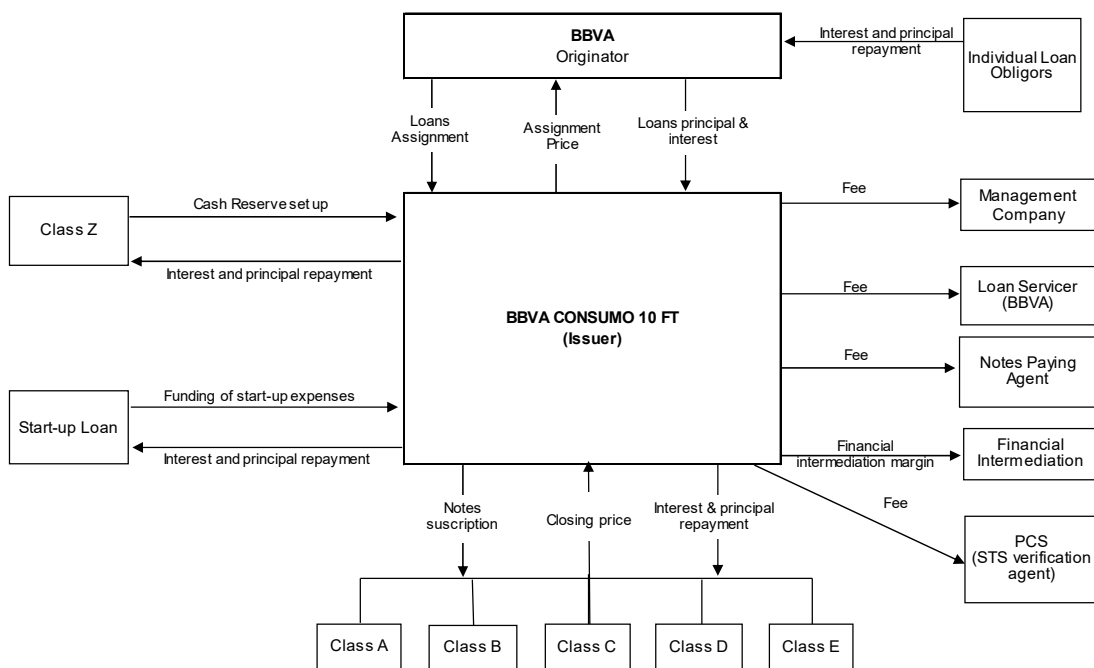 BBVA
Originator
Interest and principal
repayment
Individual Loan
Obligors
Loans
Assignment
Assignment
Price
Loans principal &
interest
Class Z
Cash Reserve set up
Interest and principal repayment
Fee
Management
Company
BBVA CONSUMO 10 FT
(Issuer)
Fee
Loan Servicer
(BBVA)
Fee
Notes Paying
Agent
Start-up Loan
Funding of start-up expenses
Interest and principal repayment
Financial
intermediation margin
Financial
Intermediation
Notes
suscription
Closing price
Interest & principal
repayment
Fee
PCS
(STS verification
agent)
Class A
Class B
Class C
Class D
Class E